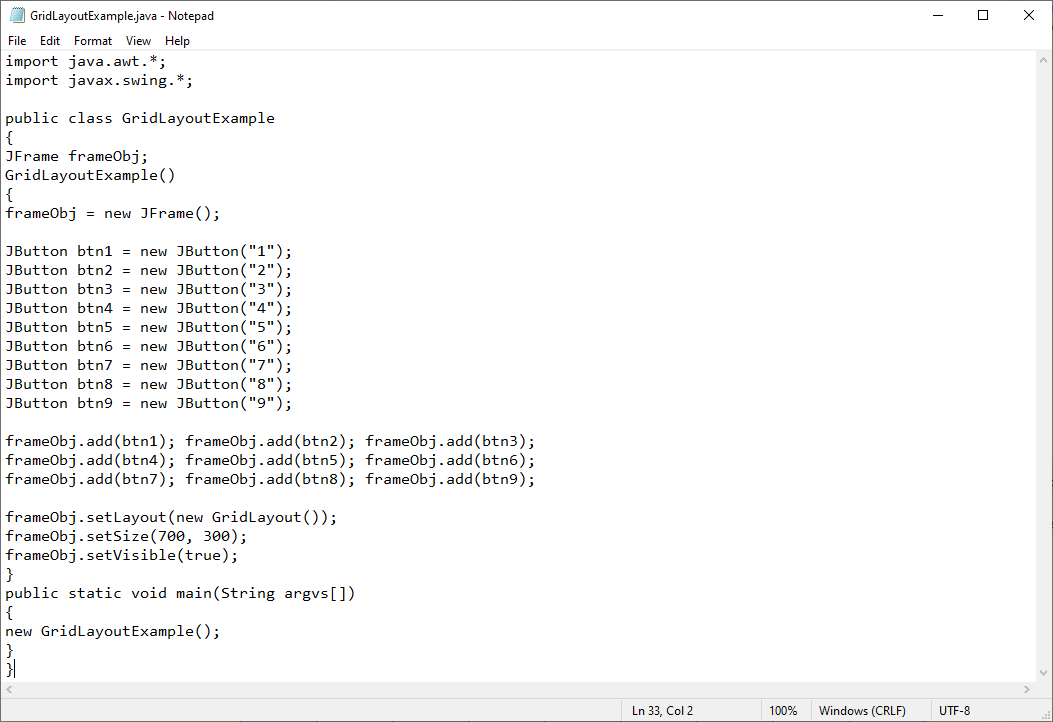 GridLayoutExample.java - Notepad
File Edit Format View Help
import java.awt.*;
import javax.swing.*;
public class GridLayoutExample
{
JFrame frameObj;
GridLayoutExample()
{
frameObj = new JFrame();
JButton btn1 = new JButton("1");
JButton btn2 = new JButton("2");
JButton btn3 = new JButton("3");
JButton btn4 = new JButton("4");
JButton btn5 = new JButton("5");
JButton btn6 = new JButton("6");
JButton btn7 = new JButton("7");
JButton btn8 = new JButton("8");
JButton btn9 = new JButton("9");
frameObj.add(btn1); frameObj.add(btn2); frameObj.add(btn3);
frameObj.add(btn4); frameObj.add(btn5); frameObj.add(btn6);
frameObj.add(btn7); frameObj.add(btn8); frameObj.add(btn9);
frameObj.setLayout(new GridLayout());
frameObj.setSize(700, 300);
frameObj.setVisible(true);
}
public static void main(String argvs[])
{
new GridLayoutExample();
}
}
Ln 33, Col 2 100% Windows (CRLF) UTF-8